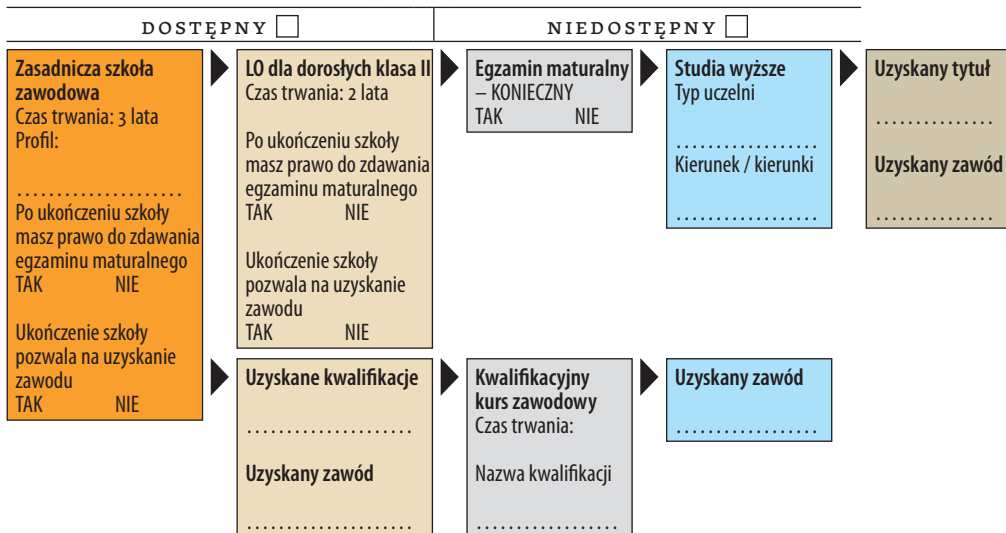 DOSTĘPNY
NIEDOSTĘPNY
Zasadnicza szkoła
zawodowa
Czas trwania: 3 lata
Profil:
.....................
Po ukończeniu szkoły
masz prawo do zdawania
egzaminu maturalnego
TAK NIE
Ukończenie szkoły
pozwala na uzyskanie
zawodu
TAK NIE
LO dla dorosłych klasa II
Czas trwania: 2 lata
Po ukończeniu szkoły
masz prawo do zdawania
egzaminu maturalnego
TAK NIE
Ukończenie szkoły
pozwala na uzyskanie
zawodu
TAK NIE
Egzamin maturalny
– KONIECZNY
TAK NIE
Studia wyższe
Typ uczelni
..................
Kierunek / kierunki
..................
Uzyskany tytuł
...............
Uzyskany zawód
...............
Uzyskane kwalifikacje
.....................
Uzyskany zawód
.....................
Kwalifikacyjny
kurs zawodowy
Czas trwania:
Nazwa kwalifikacji
..................
Uzyskany zawód
..................